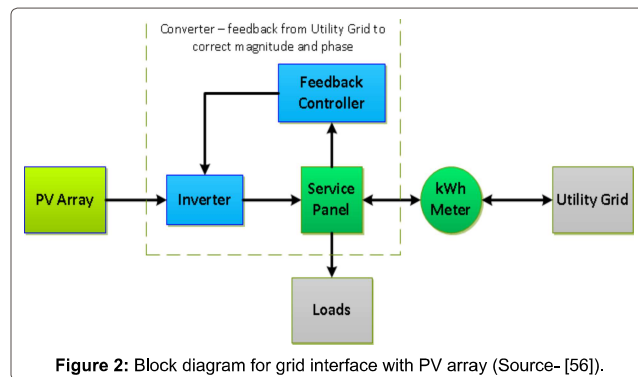 Converter – feedback from Utility Grid to
correct magnitude and phase
Feedback
Controller
PV Array
Inverter
Service
Panel
kWh
Meter
Utility Grid
Loads
Figure 2: Block diagram for grid interface with PV array (Source- [56]).